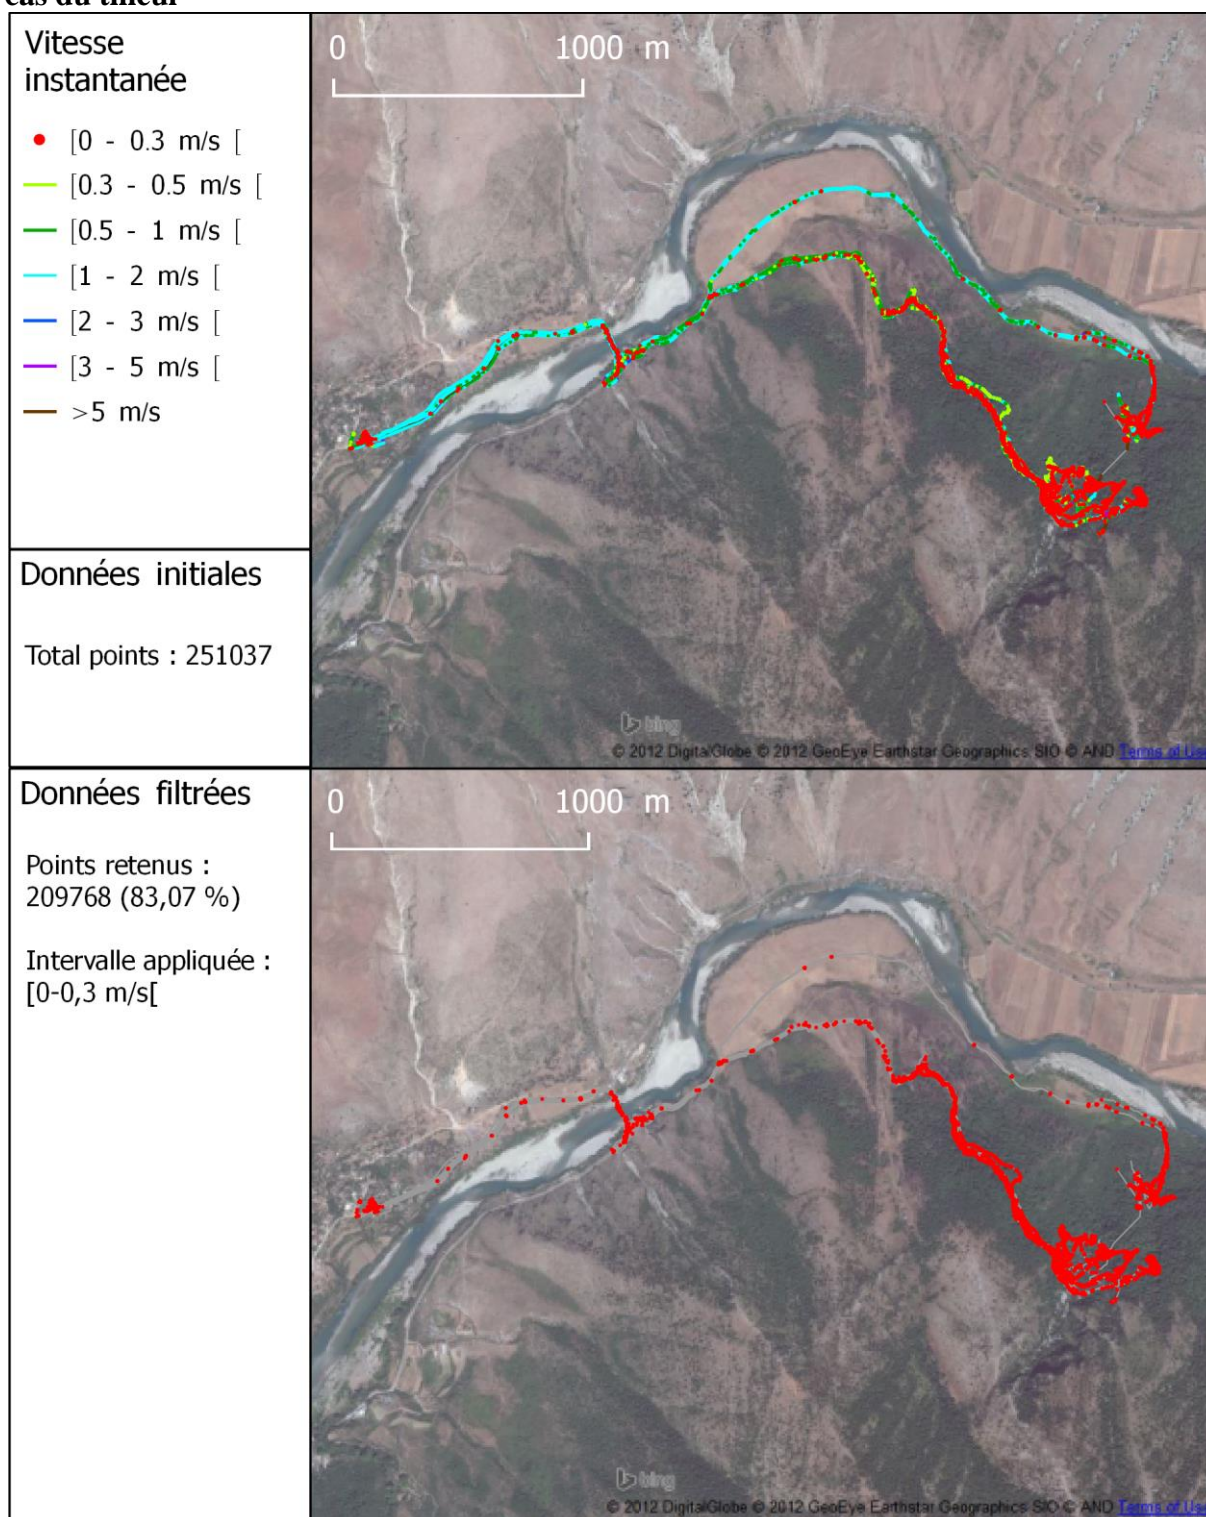 cas du tilleur
Vitesse
instantanée
[0 - 0.3 m/s [
[0.3 - 0.5 m/s [
[0.5 - 1 m/s [
[1 - 2 m/s [
[2 - 3 m/s [
[3 - 5 m/s [
>5 m/s
0 1000 m
Données initiales
Total points : 251037
bing
© 2012 DigitalGlobe © 2012 GeoEye Earthstar Geographics SIO © AND Terms of Use
Données filtrées
Points retenus :
209768 (83,07 %)
Intervalle appliquée :
[0-0,3 m/s[
0 1000 m
bing
© 2012 DigitalGlobe © 2012 GeoEye Earthstar Geographics SIO © AND Terms of Use